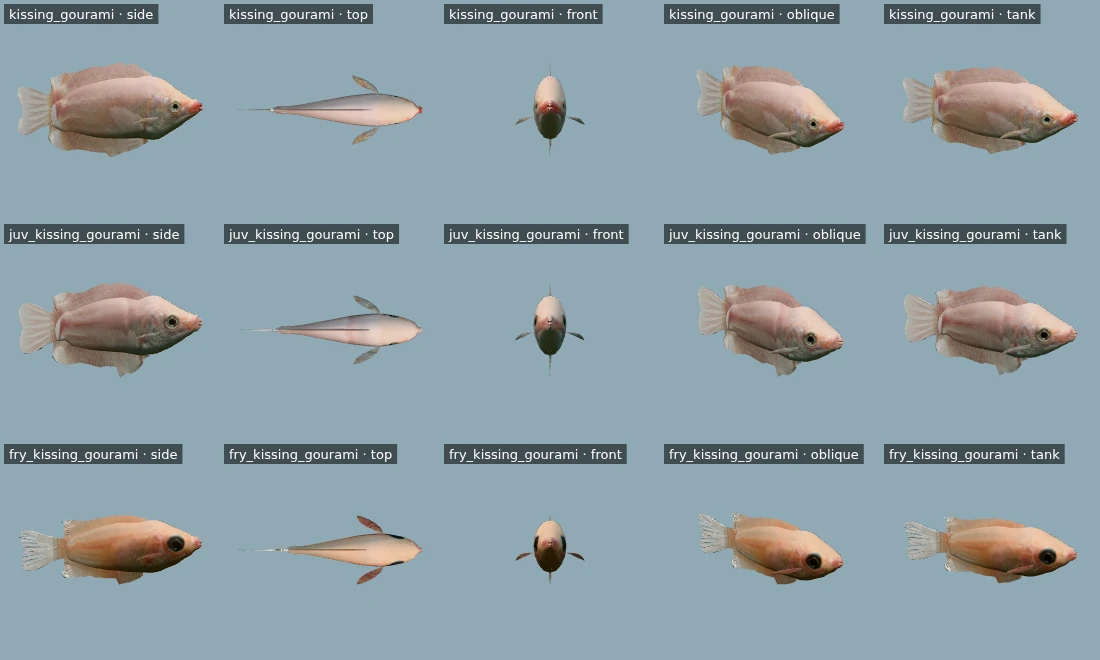 kissing_gourami · side
kissing_gourami · top
kissing_gourami · front
kissing_gourami · oblique
kissing_gourami · tank
juv_kissing_gourami · side
juv_kissing_gourami · top
juv_kissing_gourami · front
juv_kissing_gourami · oblique
juv_kissing_gourami · tank
fry_kissing_gourami · side
fry_kissing_gourami · top
fry_kissing_gourami · front
fry_kissing_gourami · oblique
fry_kissing_gourami · tank